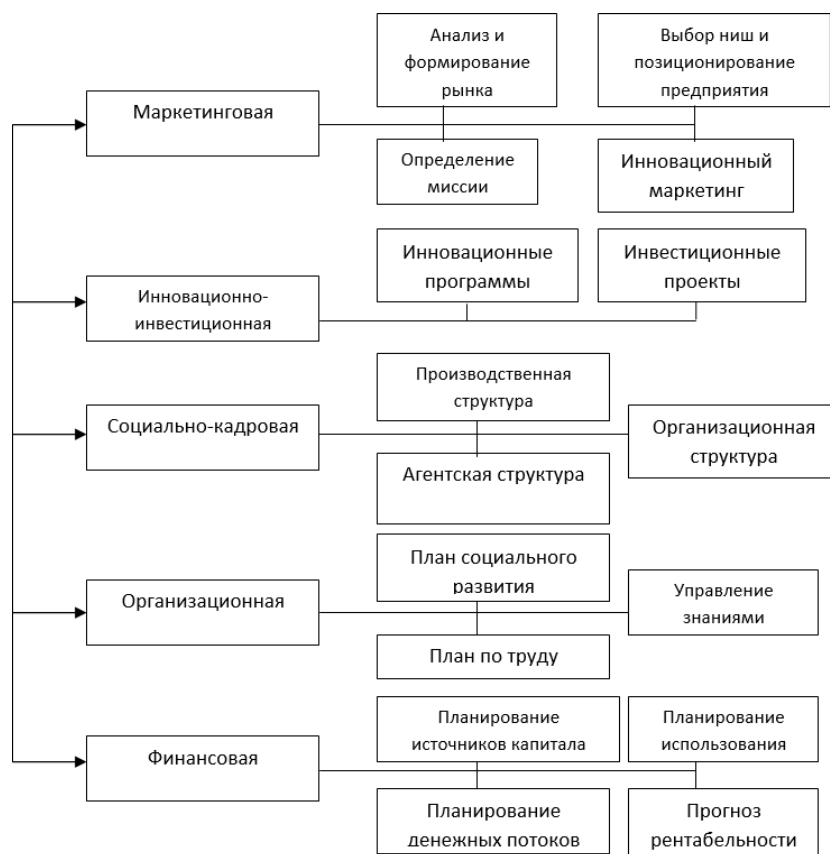 Анализ и
формирование
рынка
Выбор ниш и
позиционирование
предприятия
Маркетинговая
Определение
миссии
Инновационный
маркетинг
Инновационные
программы
Инвестиционные
проекты
Инновационно-
инвестиционная
Производственная
структура
Социально-кадровая
Организационная
структура
Агентская структура
План социального
развития
Организационная
Управление
знаниями
План по труду
Планирование
источников капитала
Планирование
использования
Финансовая
Планирование
денежных потоков
Прогноз
рентабельности